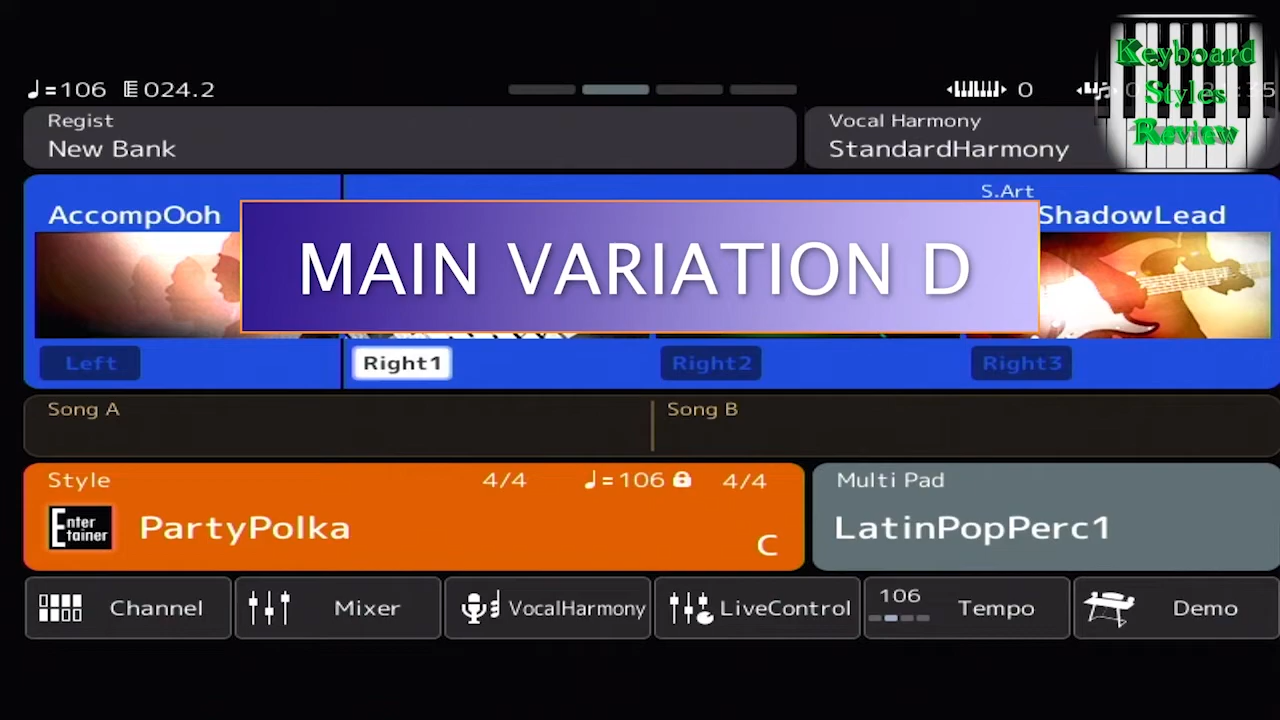 ♩=106 024.2
0
Keyboard
Styles
Review
Regist
New Bank
Vocal Harmony
StandardHarmony
AccompOoh
S.Art
ShadowLead
MAIN VARIATION D
Left
Right1
Right2
Right3
Song A
Song B
Style
4/4 ♩=106 4/4
Enter
tainer
PartyPolka
C
Multi Pad
LatinPopPerc1
Channel
Mixer
VocalHarmony
LiveControl
106
Tempo
Demo